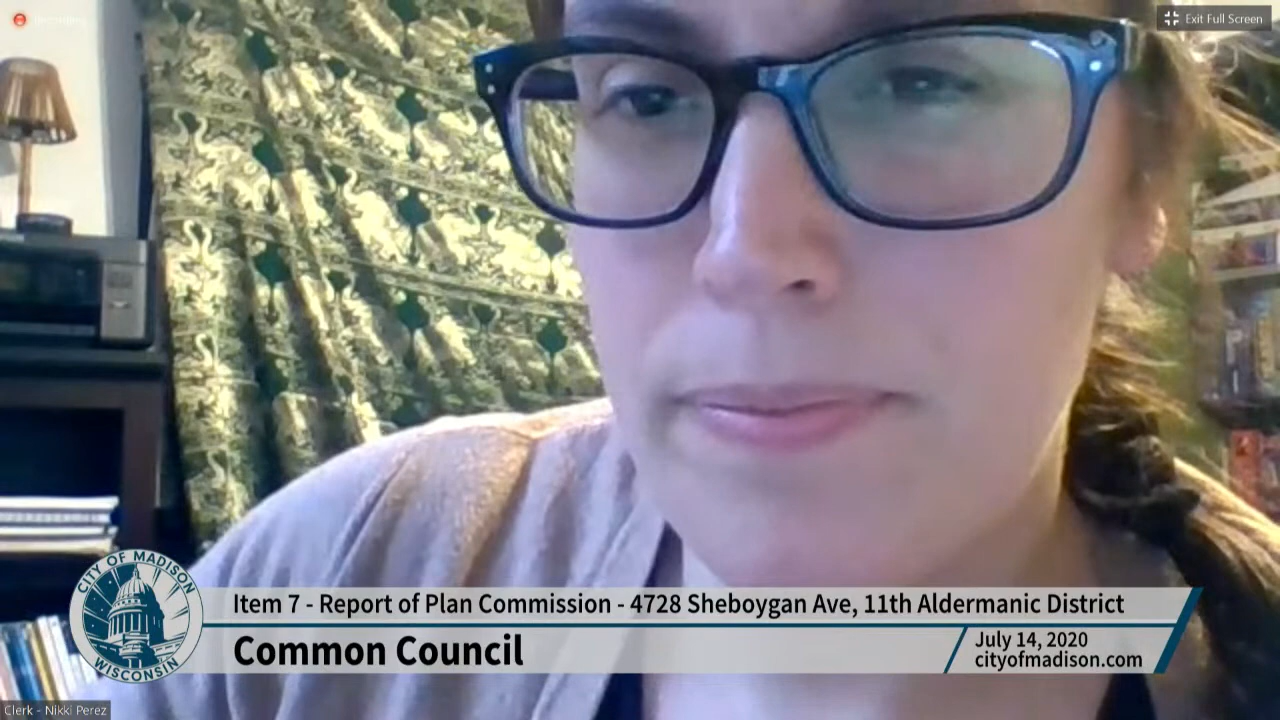 Recording
Exit Full Screen
CITY OF MADISON
WISCONSIN
Item 7 - Report of Plan Commission - 4728 Sheboygan Ave, 11th Aldermanic District
Common Council
July 14, 2020
cityofmadison.com
Clerk - Nikki Perez